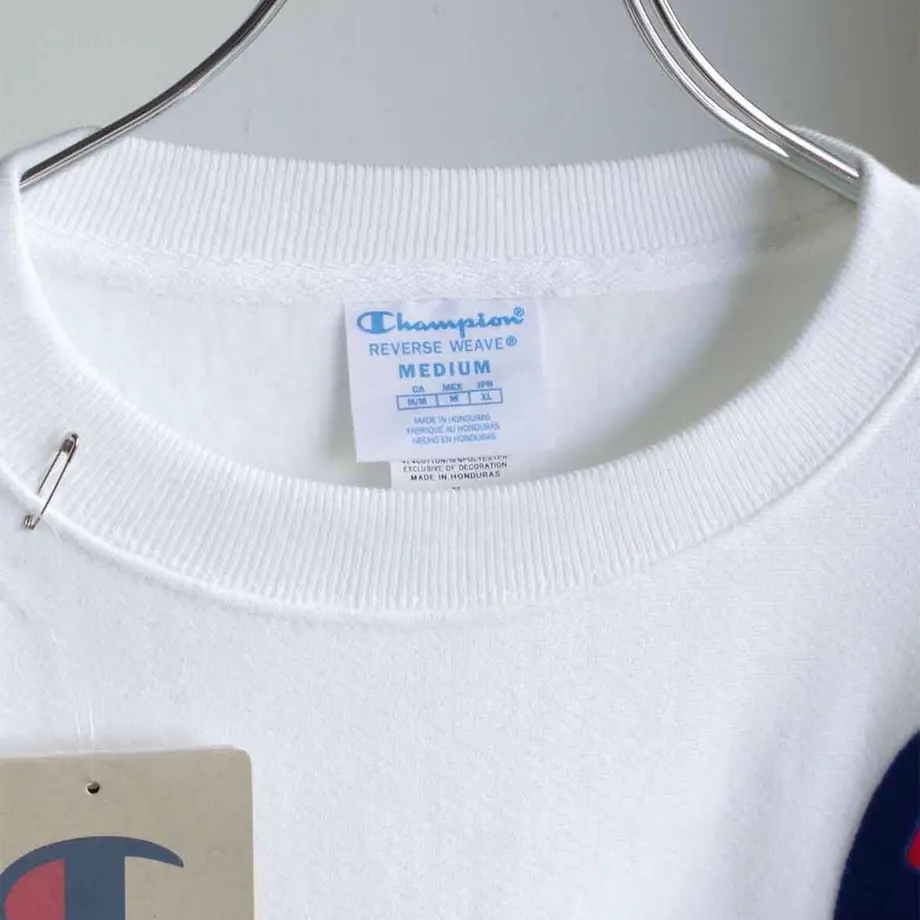 Champion®
REVERSE WEAVE®
MEDIUM
CA MEX JPN
M/M M XL
MADE IN HONDURAS
FABRIQUÉ AU HONDURAS
HECHO EN HONDURAS
EXCLUSIVE OF DECORATION
MADE IN HONDURAS